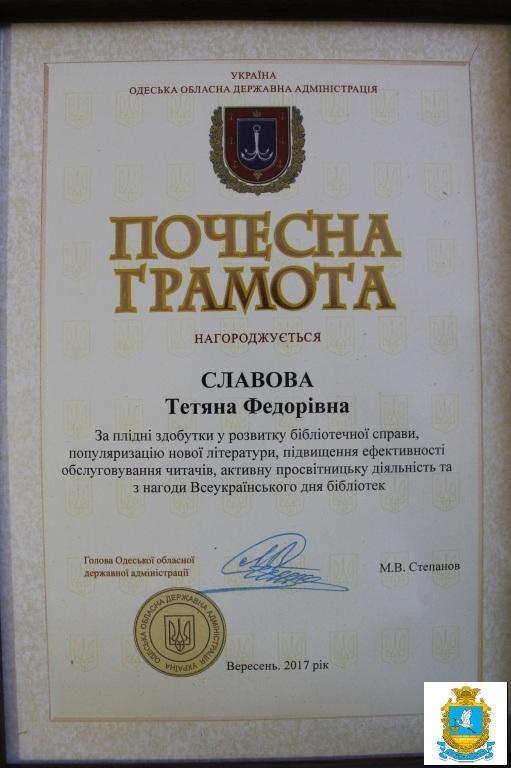 УКРАЇНА
ОДЕСЬКА ОБЛАСНА ДЕРЖАВНА АДМІНІСТРАЦІЯ
ПОЧЕСНА
ГРАМОТА
НАГОРОДЖУЄТЬСЯ
СЛАВОВА
Тетяна Федорівна
За плідні здобутки у розвитку бібліотечної справи,
популяризацію нової літератури, підвищення ефективності
обслуговування читачів, активну просвітницьку діяльність та
з нагоди Всеукраїнського дня бібліотек
Голова Одеської обласної
державної адміністрації
М.В. Степанов
ОДЕСЬКА ОБЛАСНА ДЕРЖАВНА АДМІНІСТРАЦІЯ
УКРАЇНА
Вересень. 2017 рік